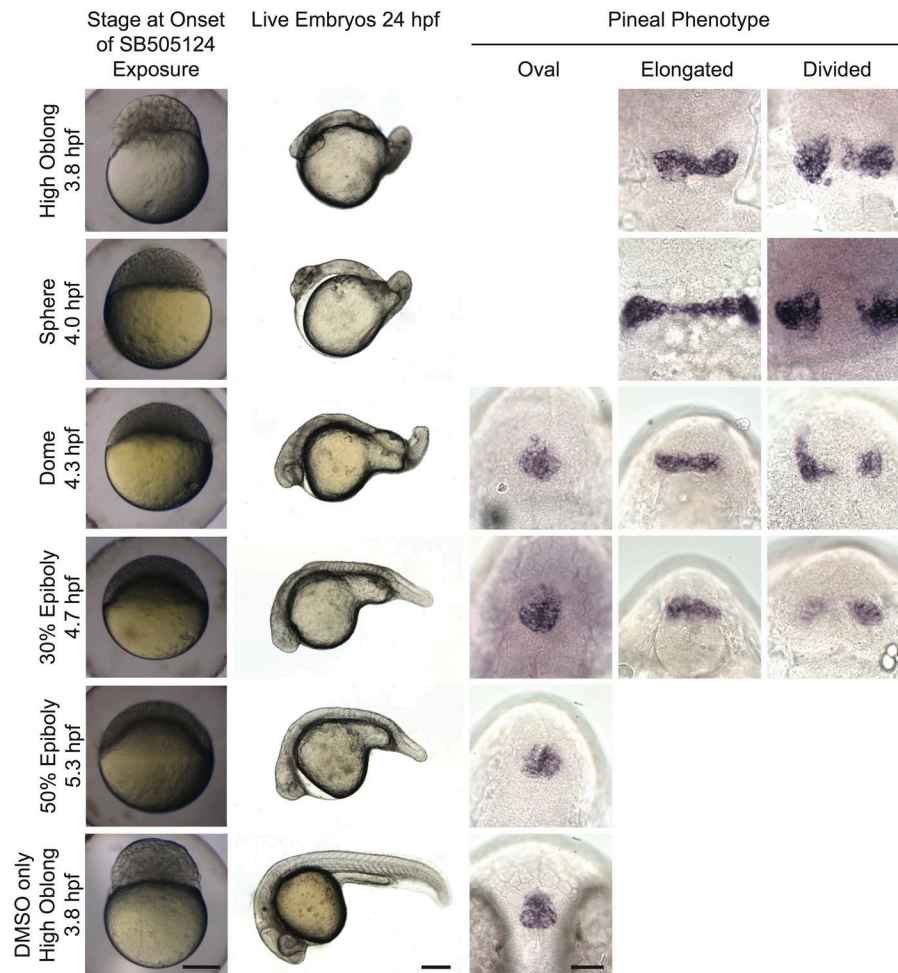 Stage at Onset
of SB505124
Exposure
Live Embryos 24 hpf
Pineal Phenotype
Oval
Elongated
Divided
High Oblong
3.8 hpf
Sphere
4.0 hpf
Dome
4.3 hpf
30% Epiboly
4.7 hpf
50% Epiboly
5.3 hpf
DMSO only
High Oblong
3.8 hpf